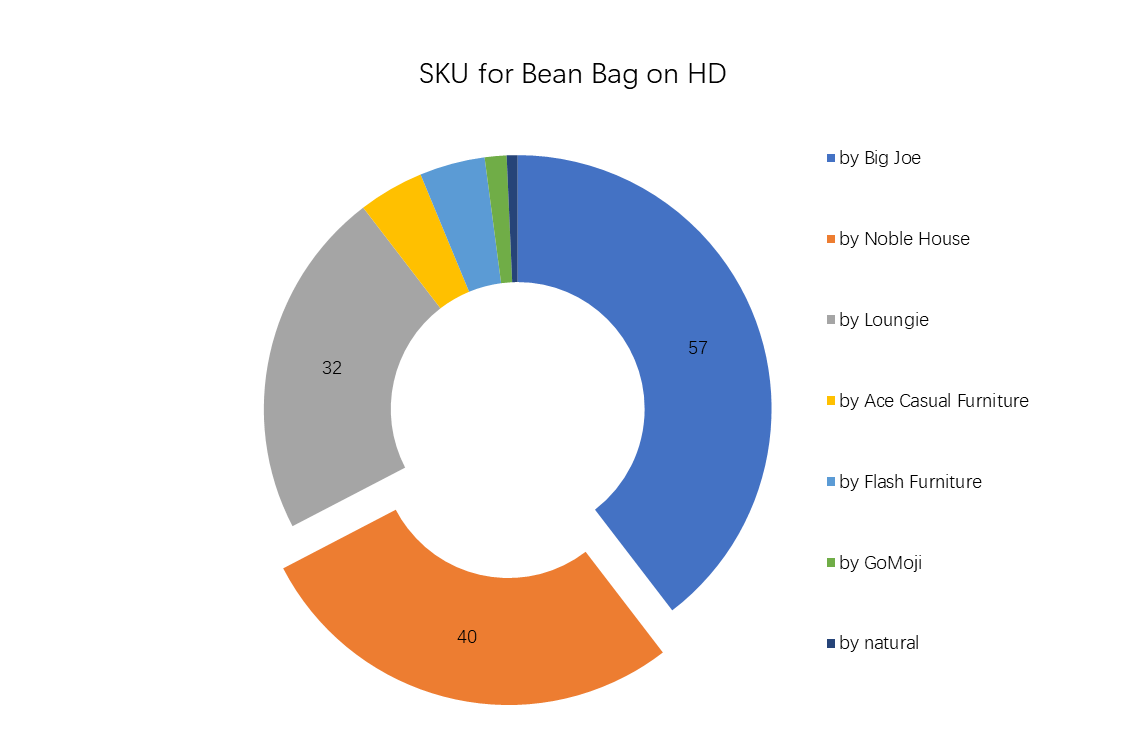 SKU for Bean Bag on HD
by Big Joe
57
by Noble House
by Loungie
32
by Ace Casual Furniture
by Flash Furniture
by GoMoji
40
by natural